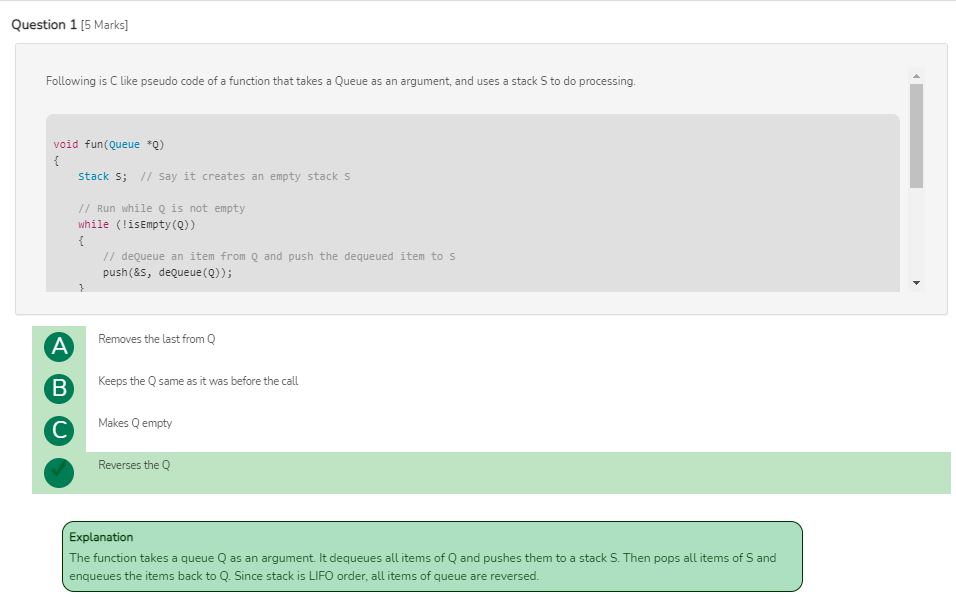 Question 1 [5 Marks]
Following is C like pseudo code of a function that takes a Queue as an argument, and uses a stack S to do processing.
void fun(Queue *Q)
{
Stack S;  // Say it creates an empty stack S
// Run while Q is not empty
while (!isEmpty(Q))
{
// deQueue an item from Q and push the dequeued item to S
push(&S, deQueue(Q));
}
A Removes the last from Q
B Keeps the Q same as it was before the call
C Makes Q empty
Reverses the Q
Explanation
The function takes a queue Q as an argument. It dequeues all items of Q and pushes them to a stack S. Then pops all items of S and
enqueues the items back to Q. Since stack is LIFO order, all items of queue are reversed.